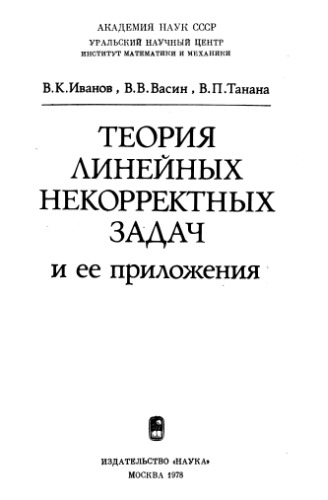 АКАДЕМИЯ НАУК СССР
УРАЛЬСКИЙ НАУЧНЫЙ ЦЕНТР
ИНСТИТУТ МАТЕМАТИКИ И МЕХАНИКИ
В.К.Иванов, В.В.Васин, В.П.Танана
ТЕОРИЯ
ЛИНЕЙНЫХ
НЕКОРРЕКТНЫХ
ЗАДАЧ
и ее приложения
ИЗДАТЕЛЬСТВО «НАУКА»
МОСКВА 1978